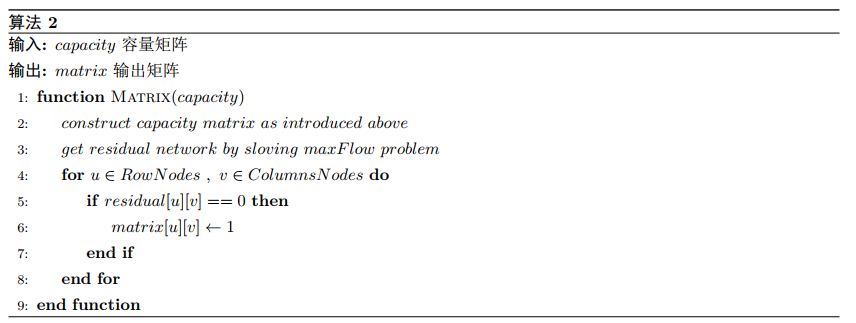 算法 2
输入: capacity 容量矩阵
输出: matrix 输出矩阵
1: function MATRIX(capacity)
2: construct capacity matrix as introduced above
3: get residual network by sloving maxFlow problem
4: for u ∈ RowNodes , v ∈ ColumnsNodes do
5: if residual[u][v] == 0 then
6: matrix[u][v] ← 1
7: end if
8: end for
9: end function